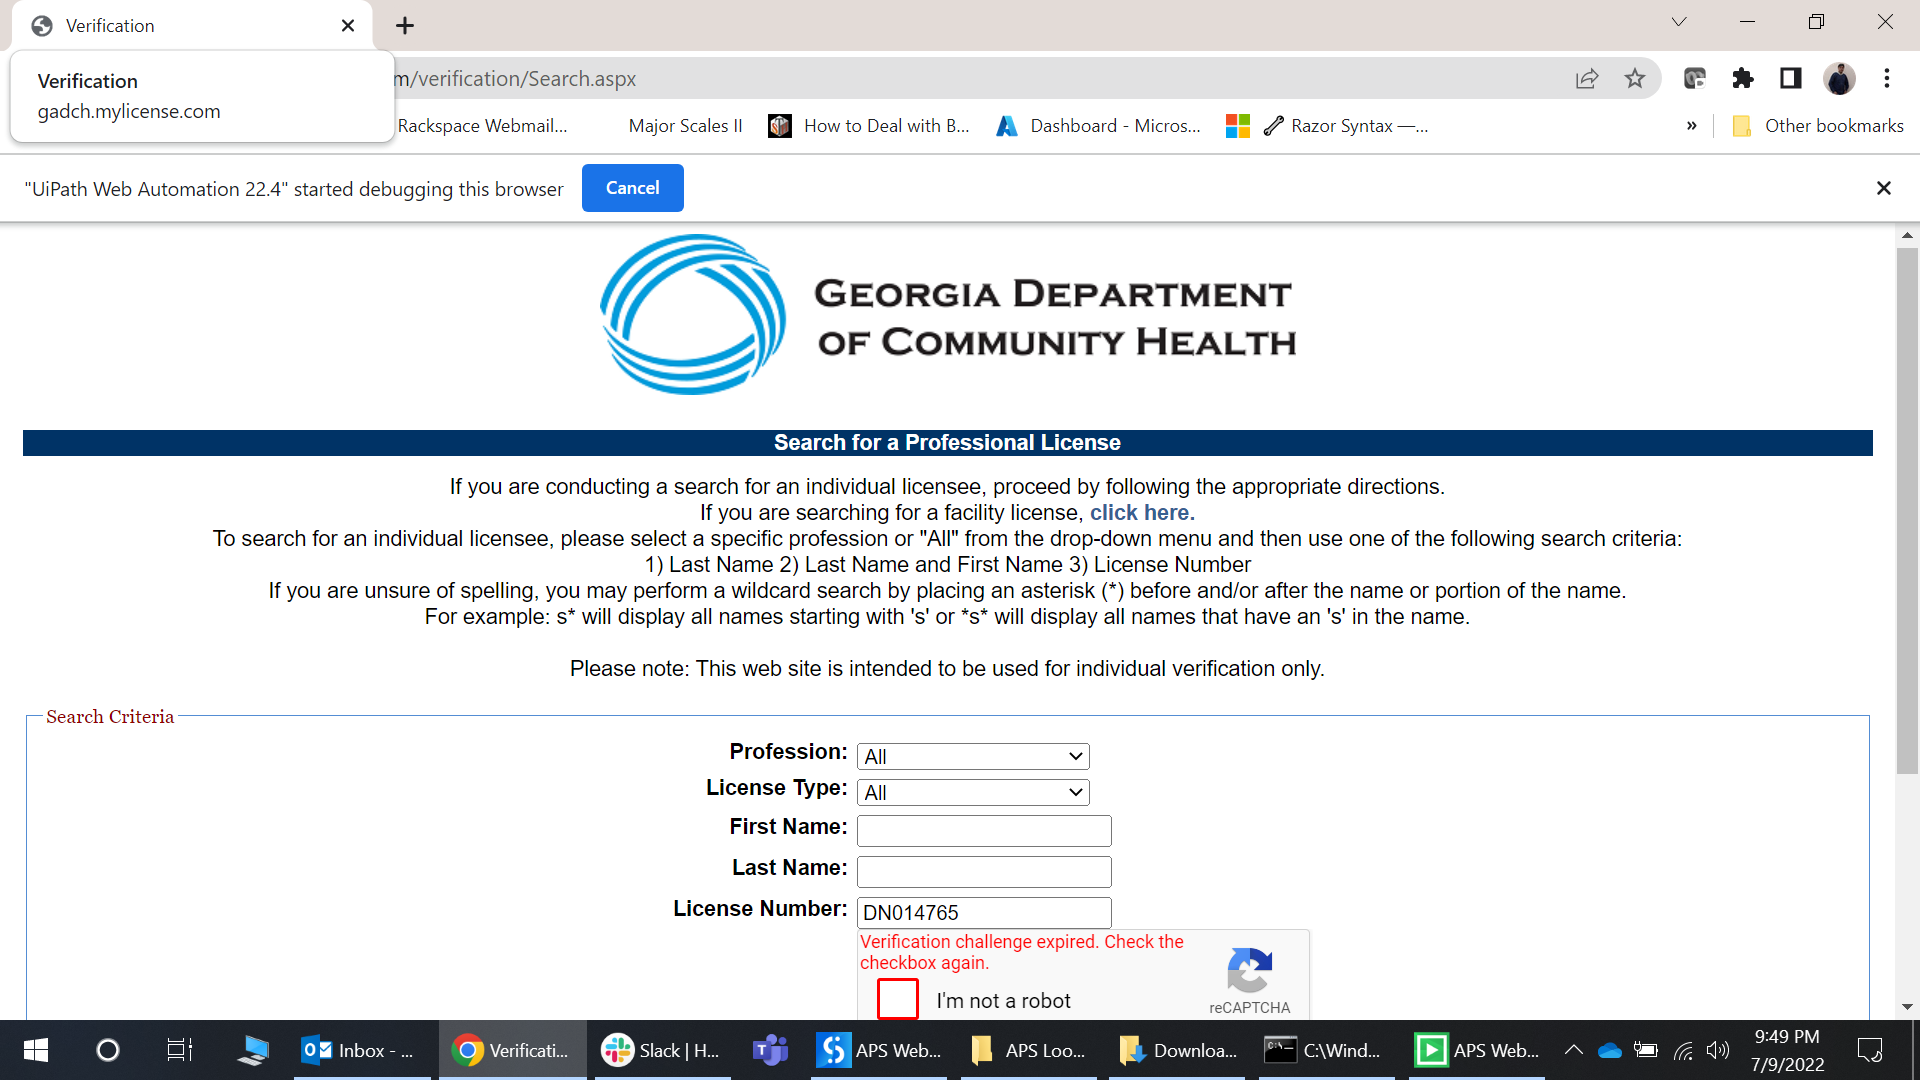 Verification
Verification
gadch.mylicense.com
m/verification/Search.aspx
Rackspace Webmail...
Major Scales II
How to Deal with B...
Dashboard - Micros...
Razor Syntax —...
»
Other bookmarks
"UiPath Web Automation 22.4" started debugging this browser
Cancel
GEORGIA DEPARTMENT
OF COMMUNITY HEALTH
Search for a Professional License
If you are conducting a search for an individual licensee, proceed by following the appropriate directions.
If you are searching for a facility license, click here.
To search for an individual licensee, please select a specific profession or "All" from the drop-down menu and then use one of the following search criteria:
1) Last Name 2) Last Name and First Name 3) License Number
If you are unsure of spelling, you may perform a wildcard search by placing an asterisk (*) before and/or after the name or portion of the name.
For example: s* will display all names starting with 's' or *s* will display all names that have an 's' in the name.
Please note: This web site is intended to be used for individual verification only.
Search Criteria
Profession: All
License Type: All
First Name:
Last Name:
License Number: DN014765
Verification challenge expired. Check the
checkbox again.
I'm not a robot
reCAPTCHA
Inbox - ...
Verificati...
Slack | H...
APS Web...
APS Loo...
Downloa...
C:\Wind...
APS Web...
9:49 PM
7/9/2022